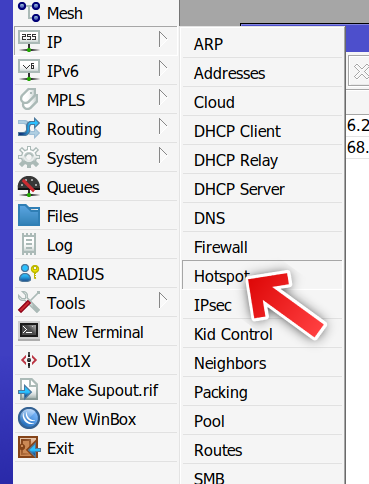 Mesh
IP
IPv6
MPLS
Routing
System
Queues
Files
Log
RADIUS
Tools
New Terminal
Dot1X
Make Supout.rif
New WinBox
Exit
ARP
Addresses
Cloud
DHCP Client
DHCP Relay
DHCP Server
DNS
Firewall
Hotspot
IPsec
Kid Control
Neighbors
Packing
Pool
Routes
SMB
6.2
68.
255
v6